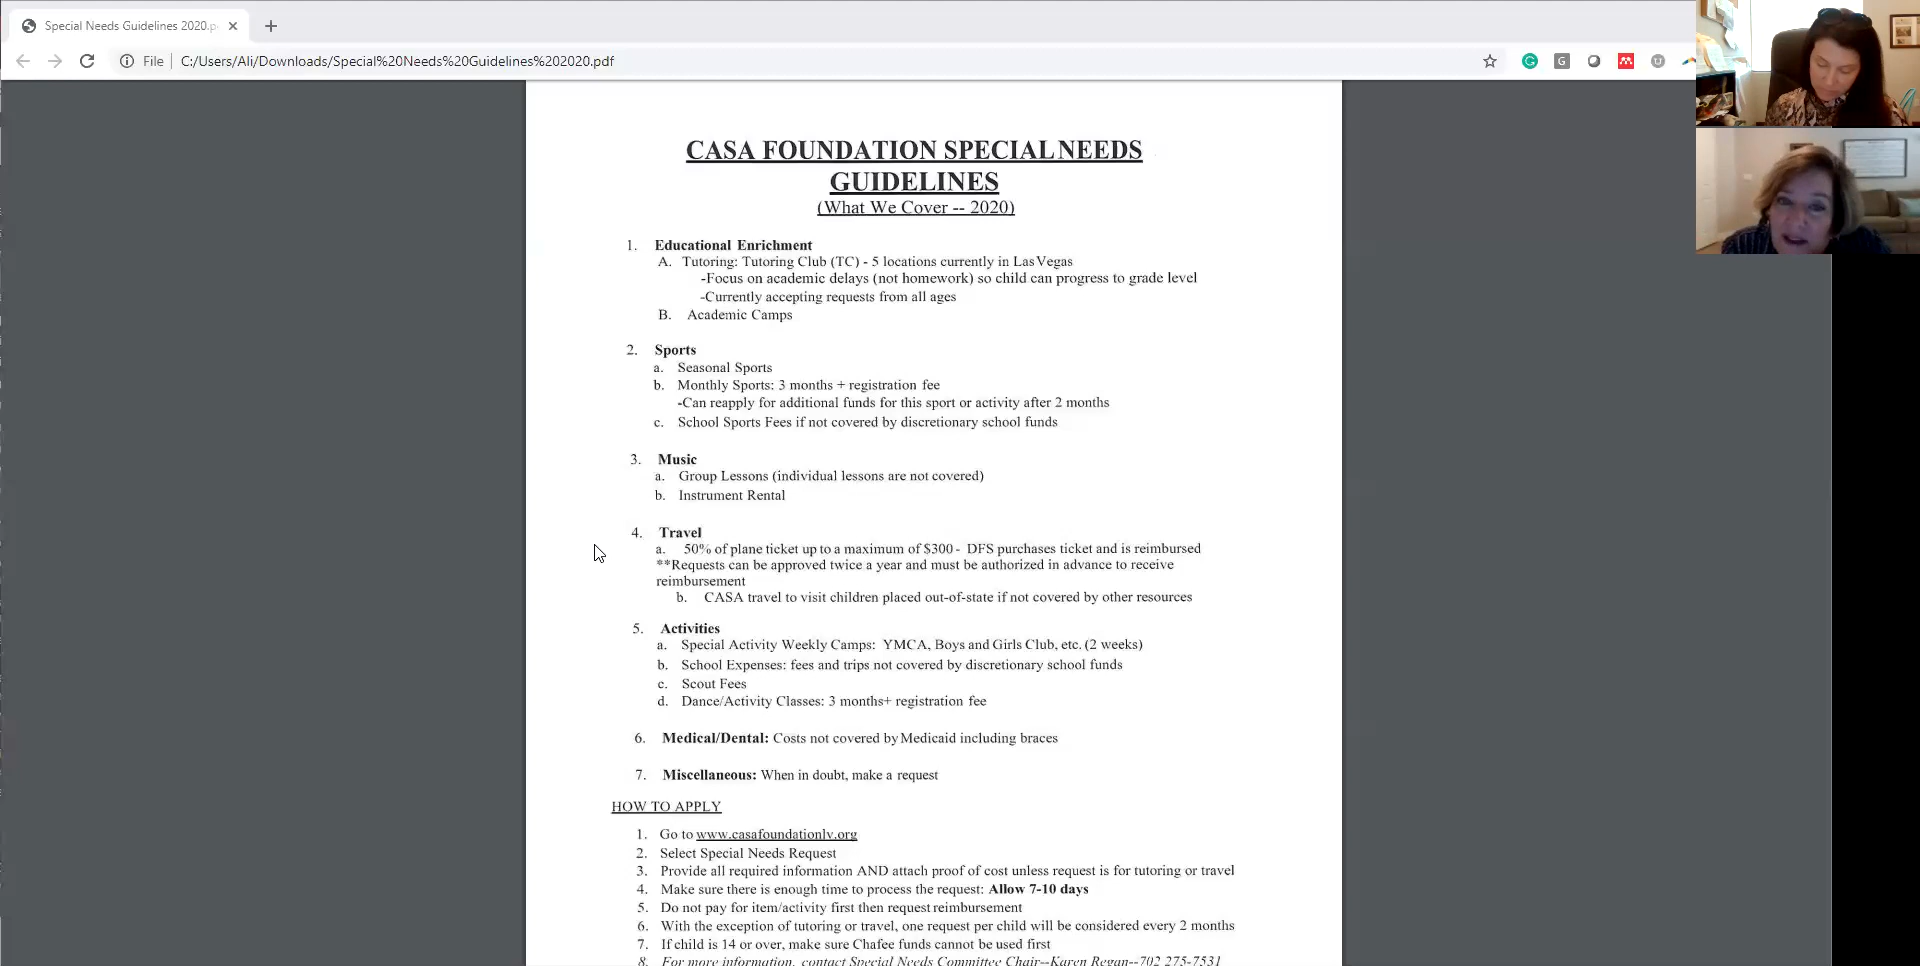 Special Needs Guidelines 2020.p
File
C:/Users/Ali/Downloads/Special%20Needs%20Guidelines%202020.pdf
CASA FOUNDATION SPECIAL NEEDS
GUIDELINES
(What We Cover -- 2020)
1. Educational Enrichment
A. Tutoring: Tutoring Club (TC) - 5 locations currently in Las Vegas
-Focus on academic delays (not homework) so child can progress to grade level
-Currently accepting requests from all ages
B. Academic Camps
2. Sports
a. Seasonal Sports
b. Monthly Sports: 3 months + registration fee
-Can reapply for additional funds for this sport or activity after 2 months
c. School Sports Fees if not covered by discretionary school funds
3. Music
a. Group Lessons (individual lessons are not covered)
b. Instrument Rental
4. Travel
a. 50% of plane ticket up to a maximum of $300 - DFS purchases ticket and is reimbursed
**Requests can be approved twice a year and must be authorized in advance to receive
reimbursement
b. CASA travel to visit children placed out-of-state if not covered by other resources
5. Activities
a. Special Activity Weekly Camps: YMCA, Boys and Girls Club, etc. (2 weeks)
b. School Expenses: fees and trips not covered by discretionary school funds
c. Scout Fees
d. Dance/Activity Classes: 3 months+ registration fee
6. Medical/Dental: Costs not covered by Medicaid including braces
7. Miscellaneous: When in doubt, make a request
HOW TO APPLY
1. Go to www.casafoundationlv.org
2. Select Special Needs Request
3. Provide all required information AND attach proof of cost unless request is for tutoring or travel
4. Make sure there is enough time to process the request: Allow 7-10 days
5. Do not pay for item/activity first then request reimbursement
6. With the exception of tutoring or travel, one request per child will be considered every 2 months
7. If child is 14 or over, make sure Chafee funds cannot be used first
8. For more information, contact Special Needs Committee Chair--Karen Regan--702 275-7531